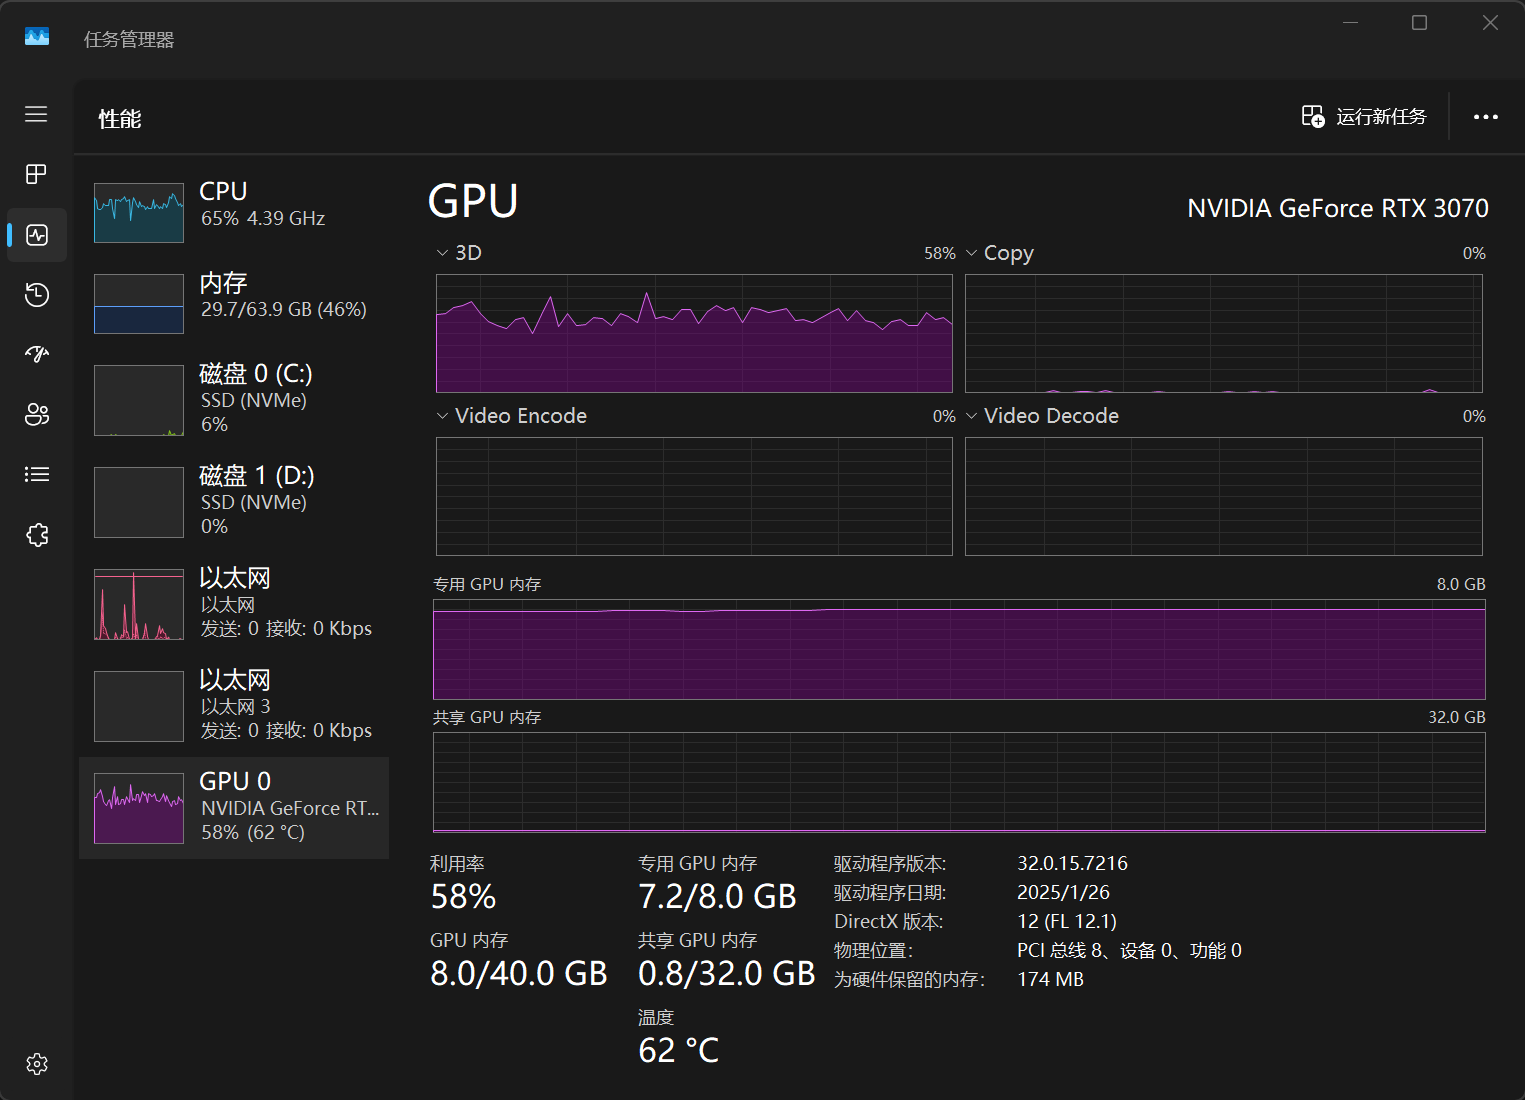 任务管理器
性能
运行新任务
CPU
65% 4.39 GHz
内存
29.7/63.9 GB (46%)
磁盘 0 (C:)
SSD (NVMe)
6%
磁盘 1 (D:)
SSD (NVMe)
0%
以太网
以太网
发送: 0 接收: 0 Kbps
以太网
以太网 3
发送: 0 接收: 0 Kbps
GPU 0
NVIDIA GeForce RT...
58% (62 °C)
GPU
NVIDIA GeForce RTX 3070
3D 58%
Copy 0%
Video Encode 0%
Video Decode 0%
专用 GPU 内存 8.0 GB
共享 GPU 内存 32.0 GB
利用率
58%
专用 GPU 内存
7.2/8.0 GB
GPU 内存
8.0/40.0 GB
共享 GPU 内存
0.8/32.0 GB
温度
62 °C
驱动程序版本: 32.0.15.7216
驱动程序日期: 2025/1/26
DirectX 版本: 12 (FL 12.1)
物理位置: PCI 总线 8、设备 0、功能 0
为硬件保留的内存: 174 MB